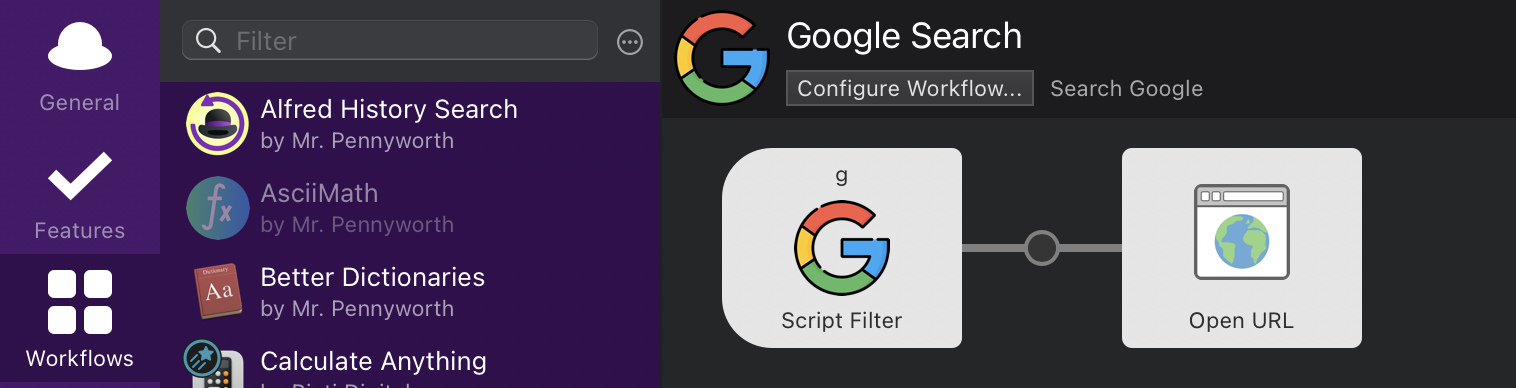 General
Features
Workflows
Filter
Alfred History Search
by Mr. Pennyworth
AsciiMath
by Mr. Pennyworth
Better Dictionaries
by Mr. Pennyworth
Calculate Anything
Google Search
Configure Workflow...
Search Google
g
Script Filter
Open URL
fx
Dictionary
Aa